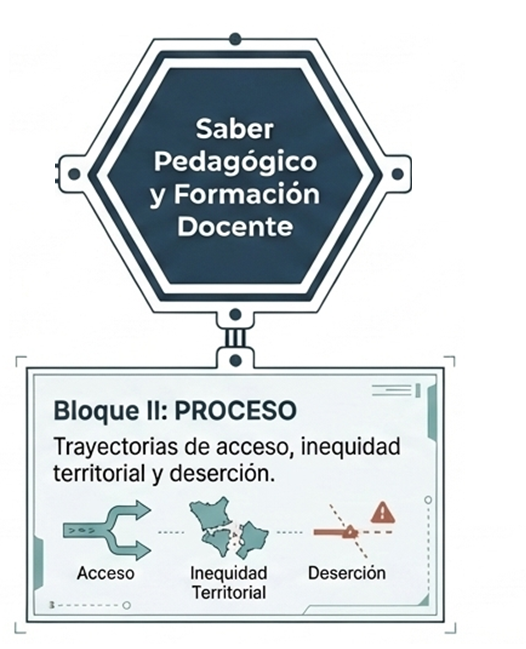 Saber
Pedagógico
y Formación
Docente
Bloque II: PROCESO
Trayectorias de acceso, inequidad
territorial y deserción.
Acceso
Inequidad
Territorial
Deserción